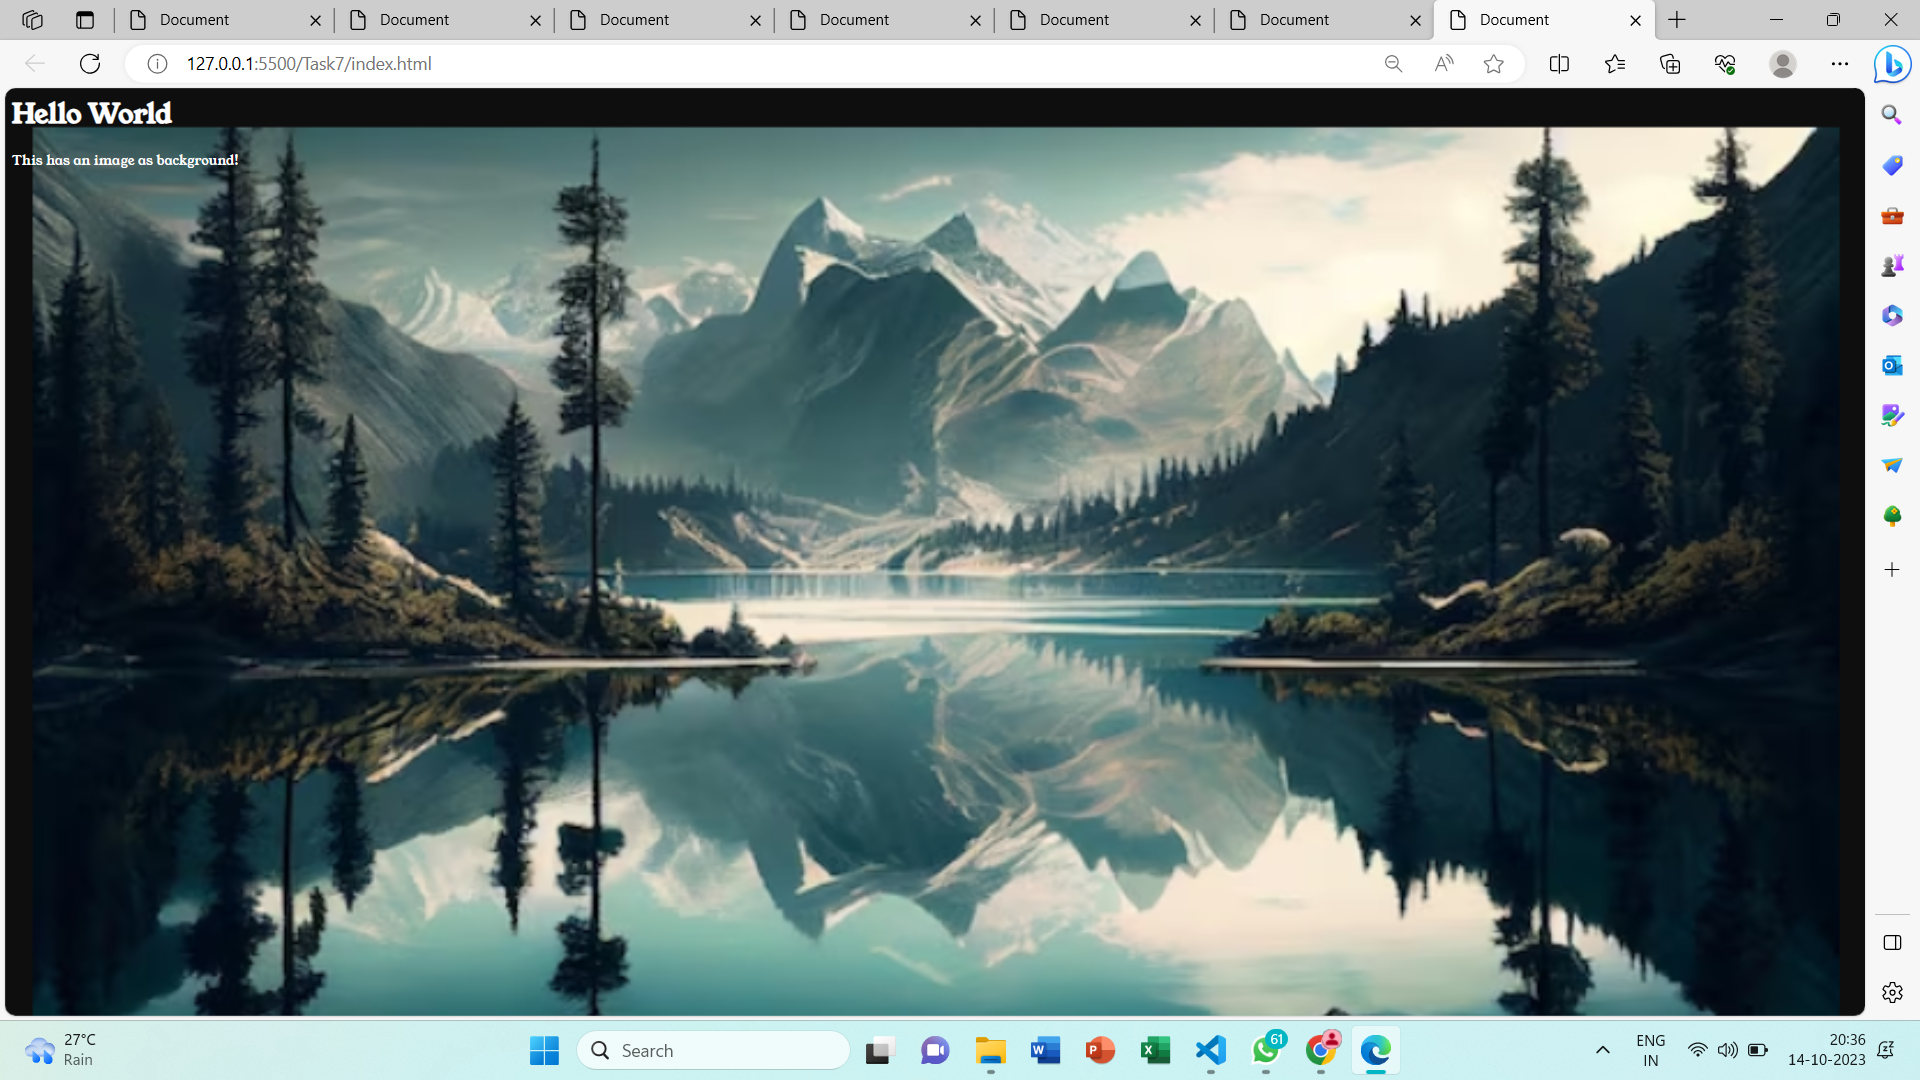 Document Document Document Document Document Document Document
127.0.0.1:5500/Task7/index.html
Hello World
This has an image as background!
27°C
Rain
Search
61
ENG
IN
20:36
14-10-2023